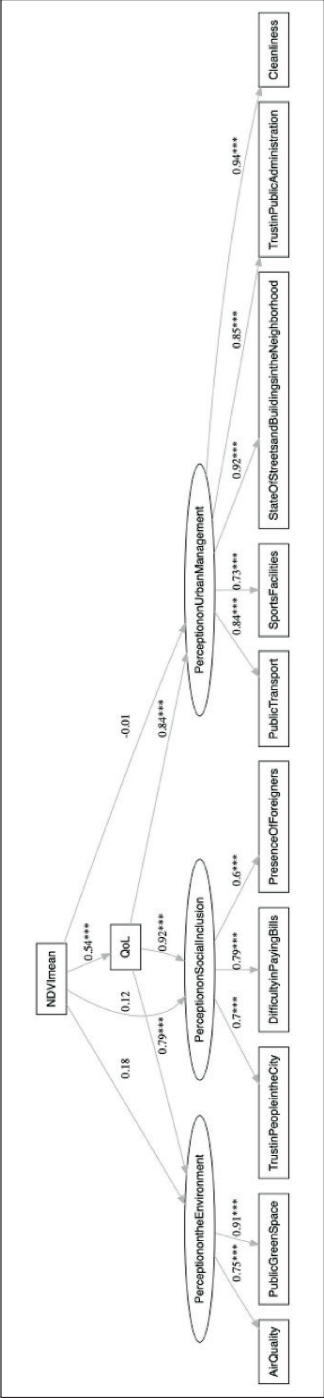 NDVImean
0.54***
QoL
0.18
0.12
-0.01
0.79***
0.92***
0.84***
PerceptionontheEnvironment
PerceptiononSocialInclusion
PerceptiononUrbanManagement
0.75***
0.91***
0.7***
0.79***
0.6***
0.84***
0.73***
0.92***
0.85***
0.94***
AirQuality
PublicGreenSpace
TrustinPeopleintheCity
DifficultyinPayingBills
PresenceOfForeigners
PublicTransport
SportsFacilities
StateOfStreetsandBuildingsintheNeighborhood
TrustinPublicAdministration
Cleanliness